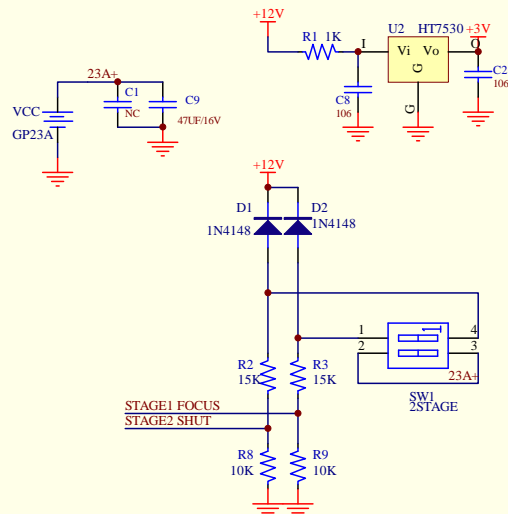 +12V
R1 1K
U2 HT7530
+3V
I
Vi Vo
O
G
G
C8
106
C2
106
23A+
C1
NC
C9
47UF/16V
VCC
GP23A
+12V
D1
1N4148
D2
1N4148
1
2
1
4
3
23A+
SW1
2STAGE
R2
15K
R3
15K
STAGE1 FOCUS
STAGE2 SHUT
R8
10K
R9
10K